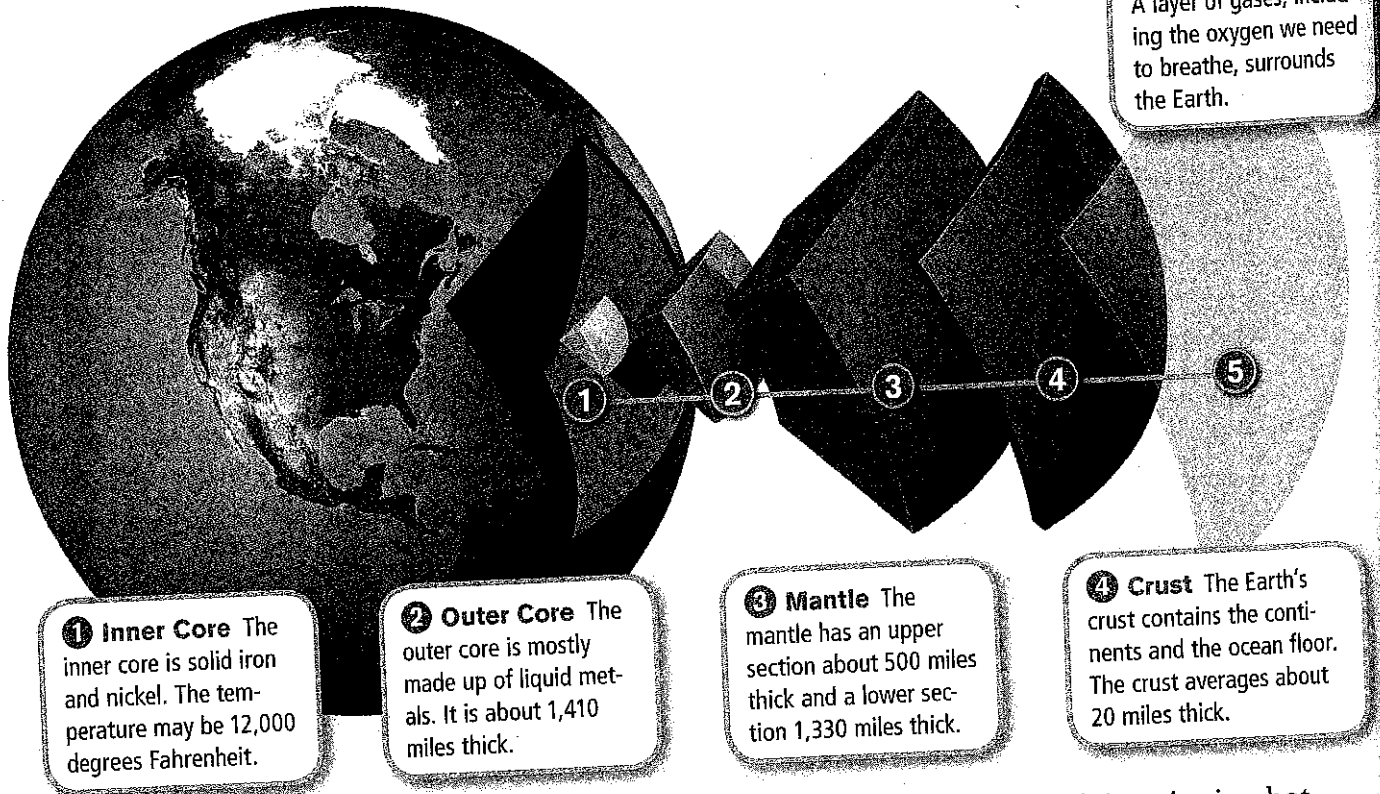 A layer of gases, includ-
ing the oxygen we need
to breathe, surrounds
the Earth.
1
2
3
4
5
1 Inner Core The
inner core is solid iron
and nickel. The tem-
perature may be 12,000
degrees Fahrenheit.
2 Outer Core The
outer core is mostly
made up of liquid met-
als. It is about 1,410
miles thick.
3 Mantle The
mantle has an upper
section about 500 miles
thick and a lower sec-
tion 1,330 miles thick.
4 Crust The Earth's
crust contains the conti-
nents and the ocean floor.
The crust averages about
20 miles thick.